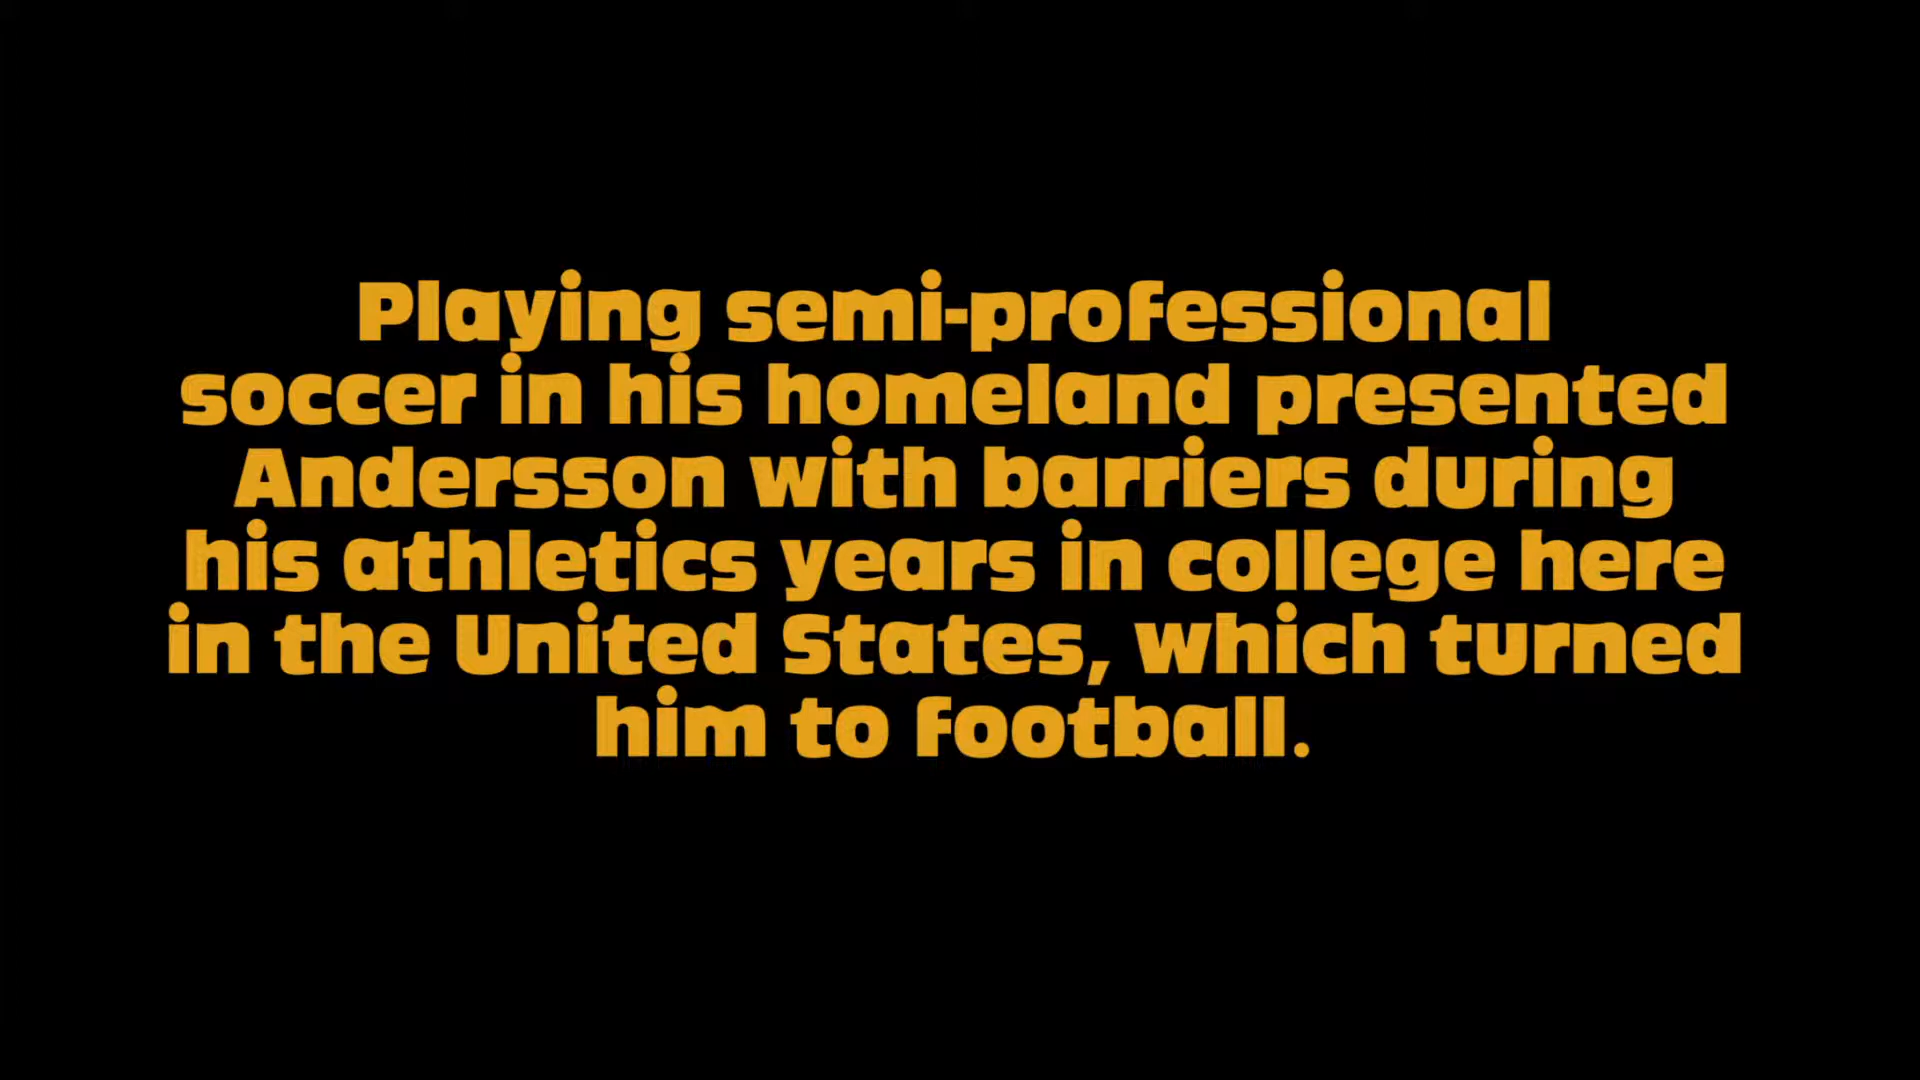 Playing semi-professional
soccer in his homeland presented
Andersson with barriers during
his athletics years in college here
in the United States, which turned
him to football.